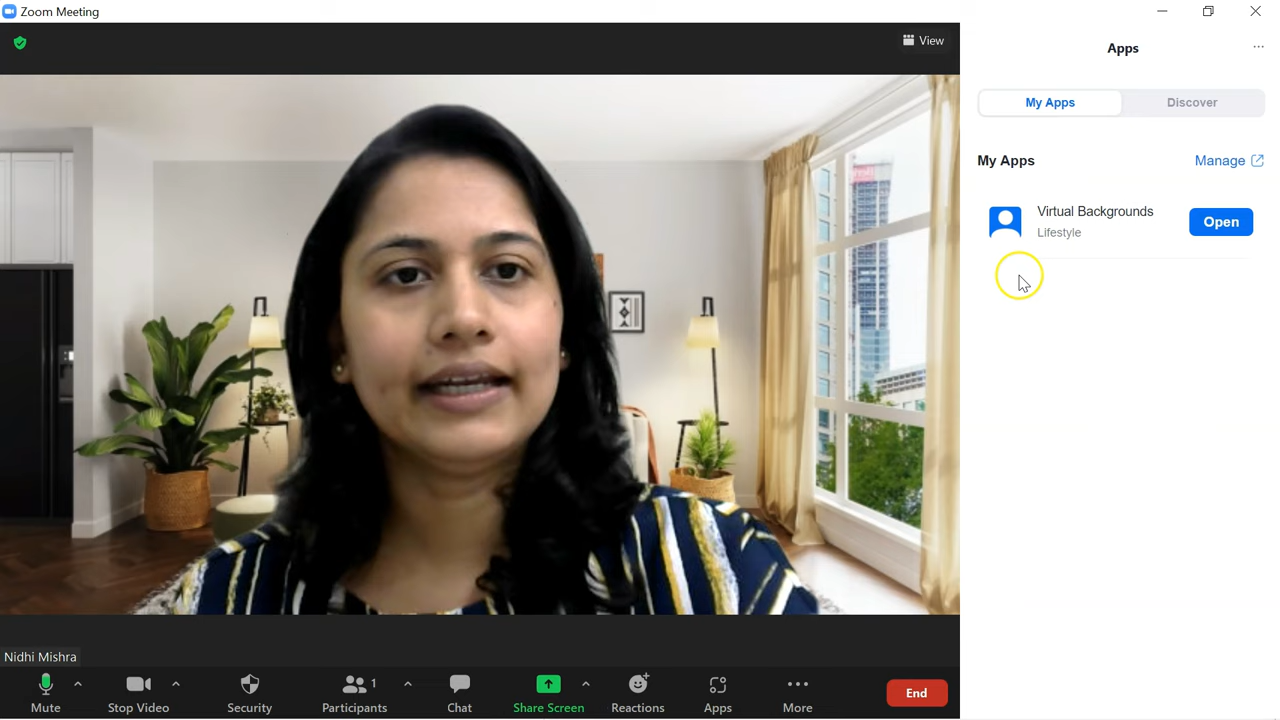 Zoom Meeting
View
Apps
...
My Apps
Discover
My Apps
Manage
Virtual Backgrounds
Open
Lifestyle
Nidhi Mishra
1
Mute
Stop Video
Security
Participants
Chat
Share Screen
Reactions
Apps
More
End